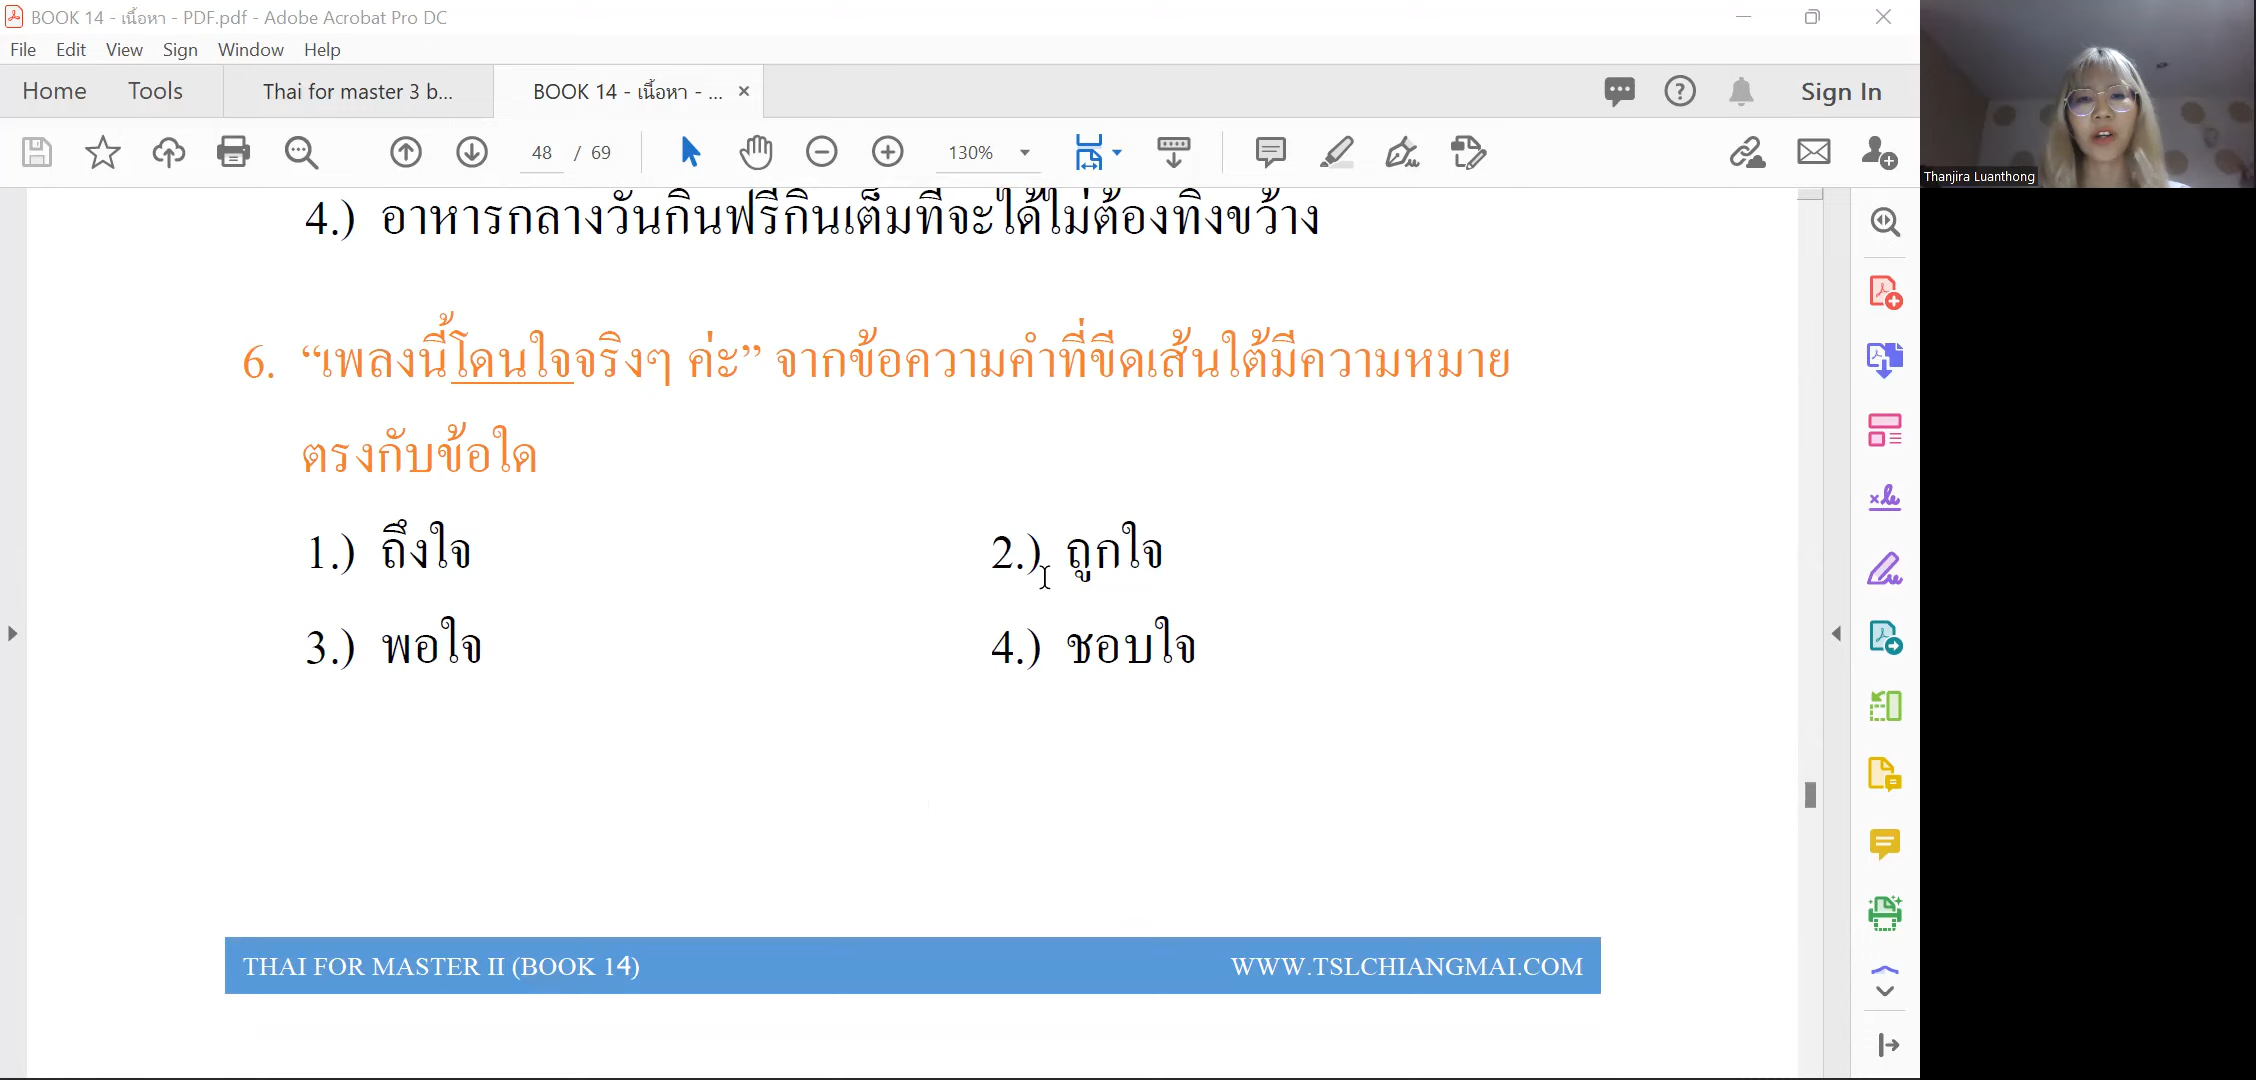 BOOK 14 - เนื้อหา - PDF.pdf - Adobe Acrobat Pro DC
File Edit View Sign Window Help
Home Tools Thai for master 3 b... BOOK 14 - เนื้อหา - ... × Sign In
48 / 69 130%
Thanjira Luanthong
4.) อาหารกลางวันกินฟรีกินเต็มที่จะได้ไม่ต้องทิ้งขว้าง
6. “เพลงนี้โดนใจจริงๆ ค่ะ” จากข้อความคำที่ขีดเส้นใต้มีความหมาย
ตรงกับข้อใด
1.) ถึงใจ 2.) ถูกใจ
3.) พอใจ 4.) ชอบใจ
THAI FOR MASTER II (BOOK 14) WWW.TSLCHIANGMAI.COM